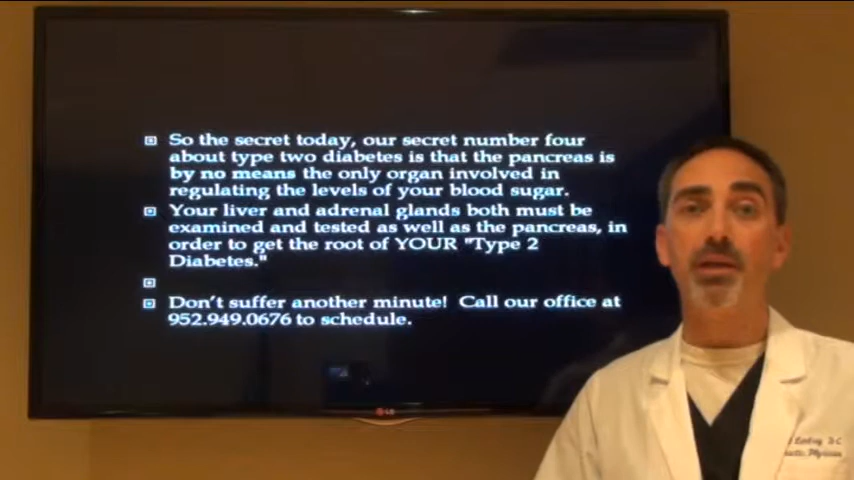 So the secret today, our secret number four
about type two diabetes is that the pancreas is
by no means the only organ involved in
regulating the levels of your blood sugar.
Your liver and adrenal glands both must be
examined and tested as well as the pancreas, in
order to get the root of YOUR "Type 2
Diabetes."
Don't suffer another minute! Call our office at
952.949.0676 to schedule.
LG
D.C.